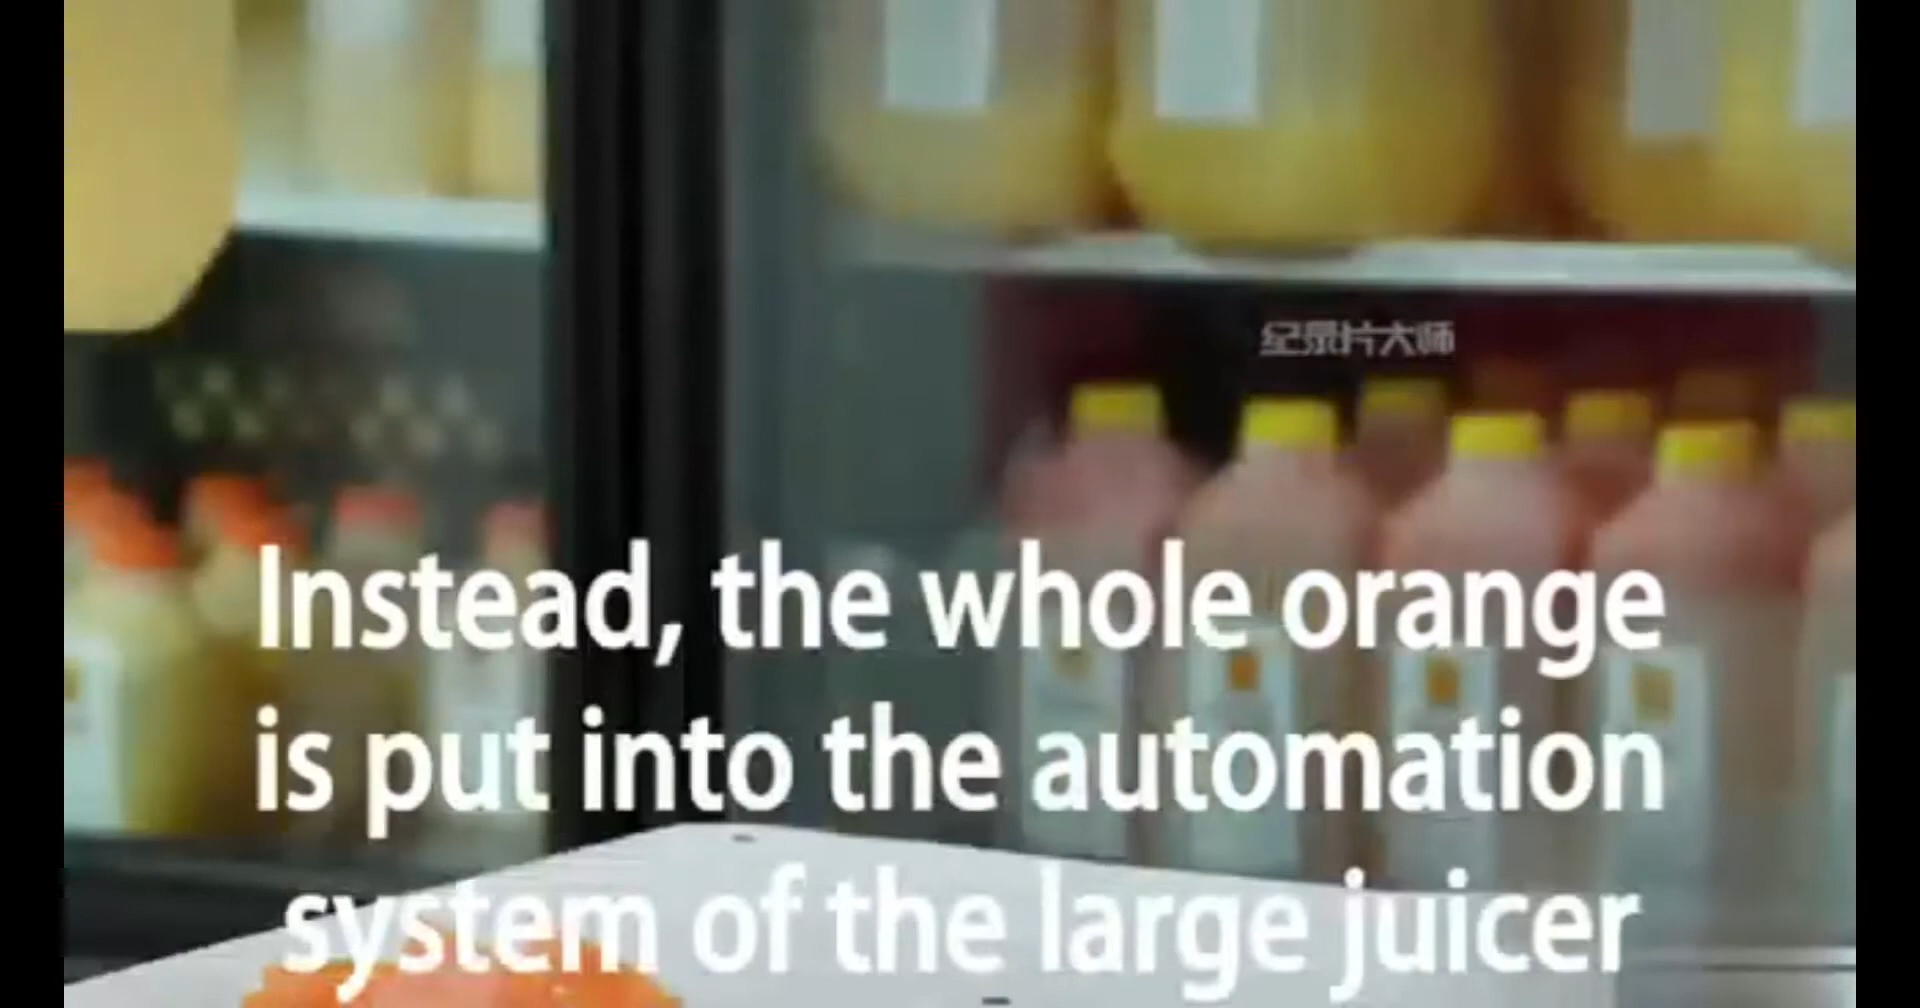 纪录片大师
Instead, the whole orange
is put into the automation
system of the large juicer